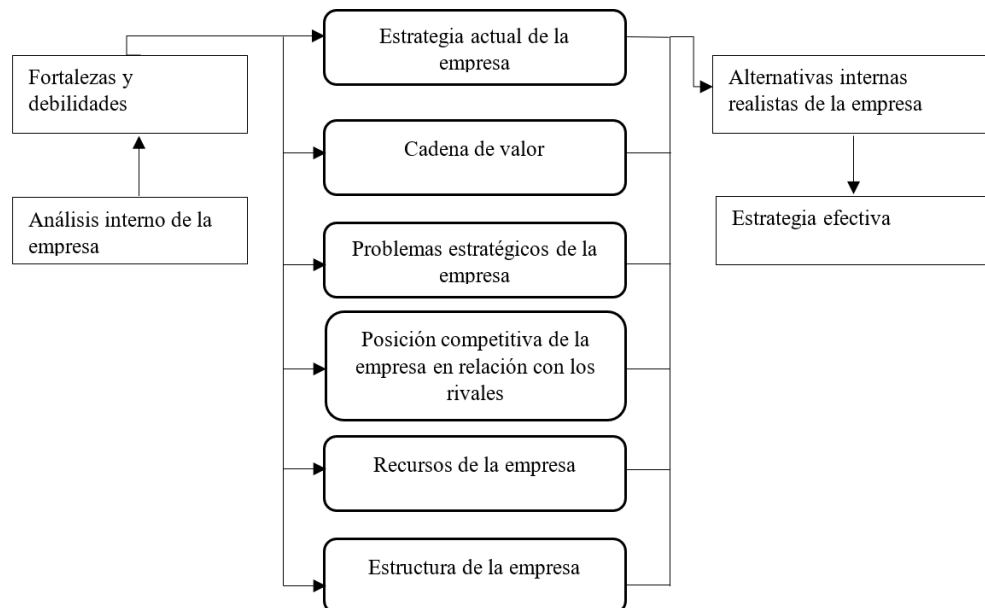 Fortalezas y
debilidades
Análisis interno de la
empresa
Estrategia actual de la
empresa
Cadena de valor
Problemas estratégicos de la
empresa
Posición competitiva de la
empresa en relación con los
rivales
Recursos de la empresa
Estructura de la empresa
Alternativas internas
realistas de la empresa
Estrategia efectiva